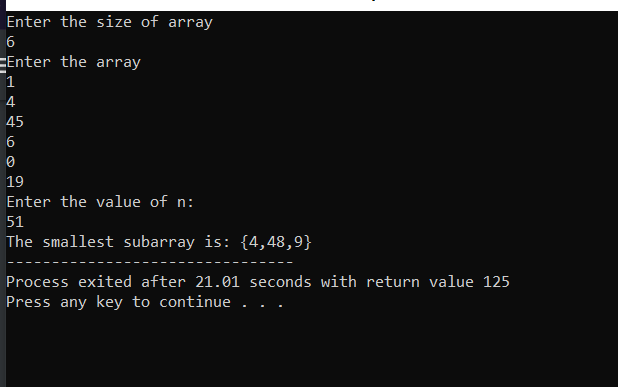 Enter the size of array
6
Enter the array
1
4
45
6
0
19
Enter the value of n:
51
The smallest subarray is: {4,48,9}
--------------------------------
Process exited after 21.01 seconds with return value 125
Press any key to continue . . .